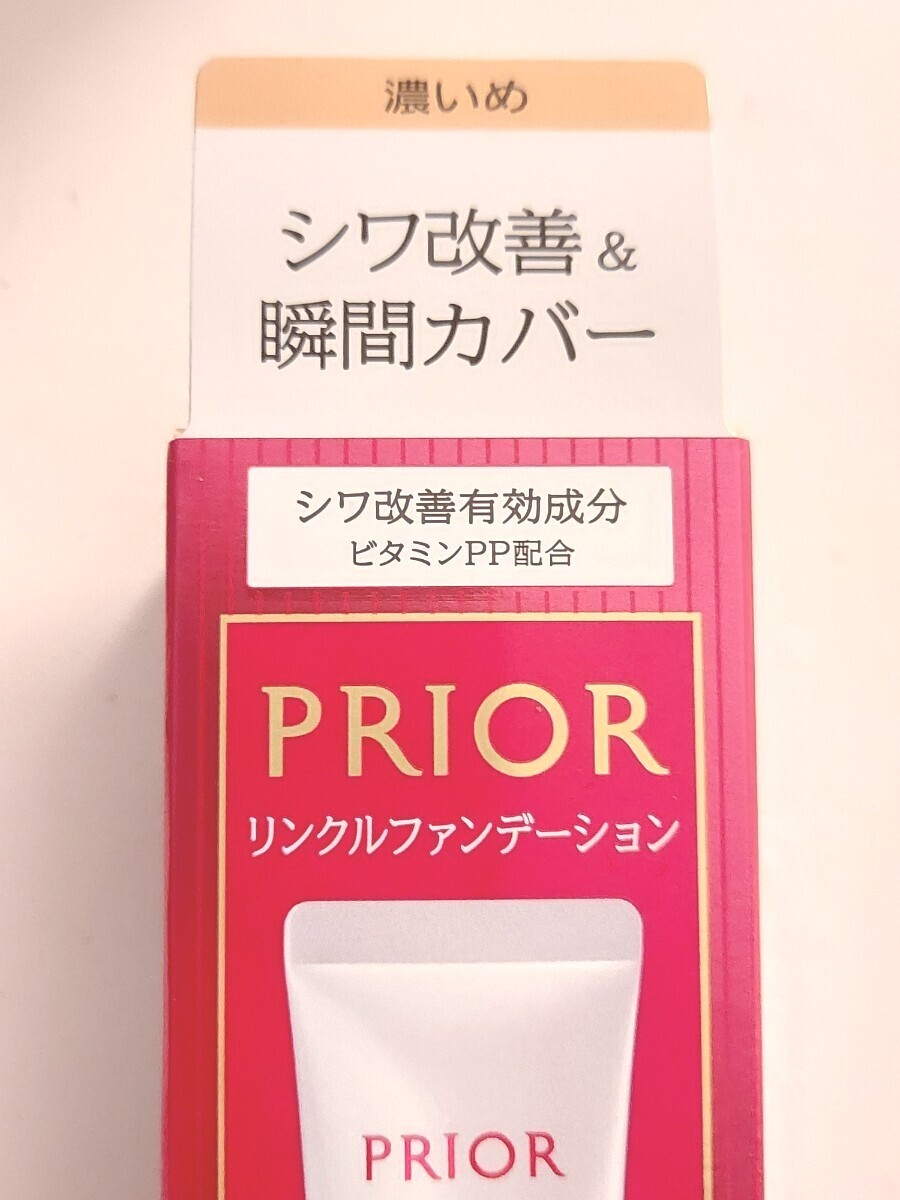 濃いめ
シワ改善&
瞬間カバー
シワ改善有効成分
ビタミンPP配合
PRIOR
リンクルファンデーション
PRIOR